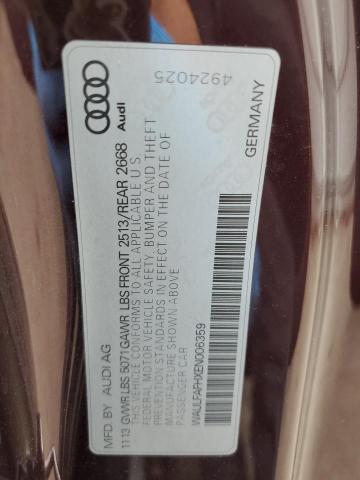 Audi
4924025
MFD. BY AUDI AG GERMANY
11 13 GVWR LBS 5071 GAWR LBS FRONT 2513/REAR 2668
THIS VEHICLE CONFORMS TO ALL APPLICABLE U S
FEDERAL MOTOR VEHICLE SAFETY, BUMPER AND THEFT
PREVENTION STANDARDS IN EFFECT ON THE DATE OF
MANUFACTURE SHOWN ABOVE
PASSENGER CAR
WAULFAFHXEN006359